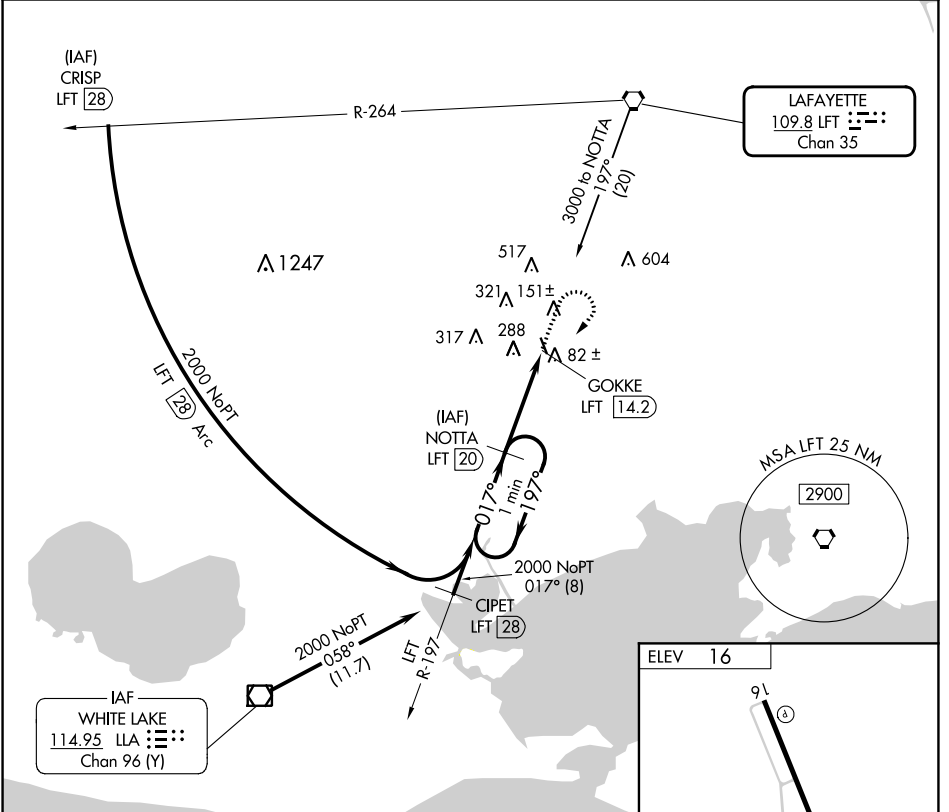 (IAF)
CRISP
LFT 28
R-264
LAFAYETTE
109.8 LFT
Chan 35
3000 to NOTTA
197°
(20)
1247
517
604
321
151±
317
288
82 ±
GOKKE
LFT 14.2
2000 NoPT
LFT 28 Arc
(IAF)
NOTTA
LFT 20
MSA LFT 25 NM
2900
017°
1 min
197°
2000 NoPT
017° (8)
CIPET
LFT 28
2000 NoPT
058°
(11.7)
LFT
R-197
IAF
WHITE LAKE
114.95 LLA
Chan 96 (Y)
ELEV 16
16
P